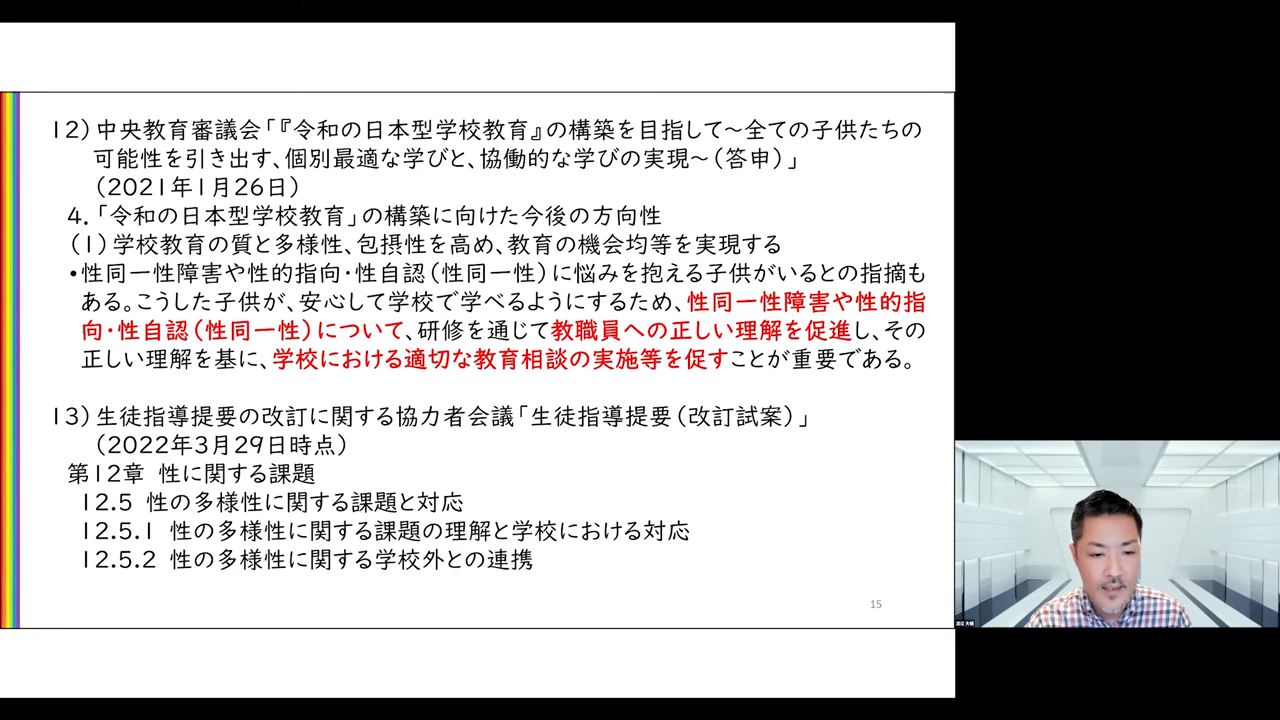 12）中央教育審議会「『令和の日本型学校教育』の構築を目指して～全ての子供たちの
可能性を引き出す、個別最適な学びと、協働的な学びの実現～（答申）」
（2021年1月26日）
4．「令和の日本型学校教育」の構築に向けた今後の方向性
（1）学校教育の質と多様性、包摂性を高め、教育の機会均等を実現する
•性同一性障害や性的指向・性自認（性同一性）に悩みを抱える子供がいるとの指摘も
ある。こうした子供が、安心して学校で学べるようにするため、性同一性障害や性的指
向・性自認（性同一性）について、研修を通じて教職員への正しい理解を促進し、その
正しい理解を基に、学校における適切な教育相談の実施等を促すことが重要である。
13）生徒指導提要の改訂に関する協力者会議「生徒指導提要（改訂試案）」
（2022年3月29日時点）
第12章 性に関する課題
12.5 性の多様性に関する課題と対応
12.5.1 性の多様性に関する課題の理解と学校における対応
12.5.2 性の多様性に関する学校外との連携
15
渡辺 大輔